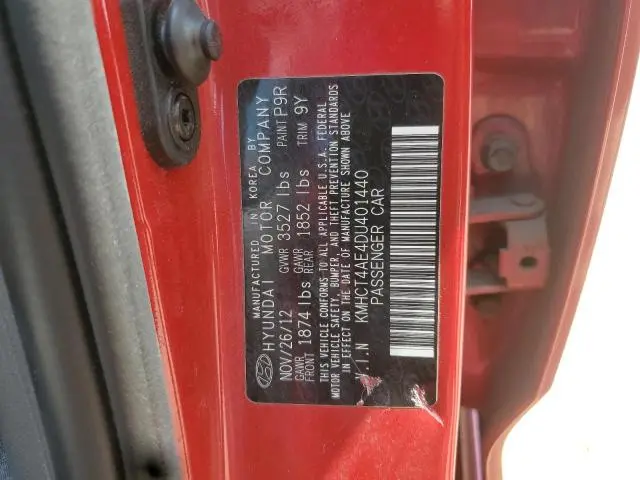 MANUFACTURED IN KOREA BY
HYUNDAI MOTOR COMPANY
NOV/26/12 GVWR 3527 lbs PAINT P9R
GAWR FRONT 1874 lbs GAWR REAR 1852 lbs TRIM 9Y
THIS VEHICLE CONFORMS TO ALL APPLICABLE U.S.A. FEDERAL
MOTOR VEHICLE SAFETY, BUMPER, AND THEFT PREVENTION STANDARDS
IN EFFECT ON THE DATE OF MANUFACTURE SHOWN ABOVE
V.I.N KMHCT4AE4DU401440
PASSENGER CAR